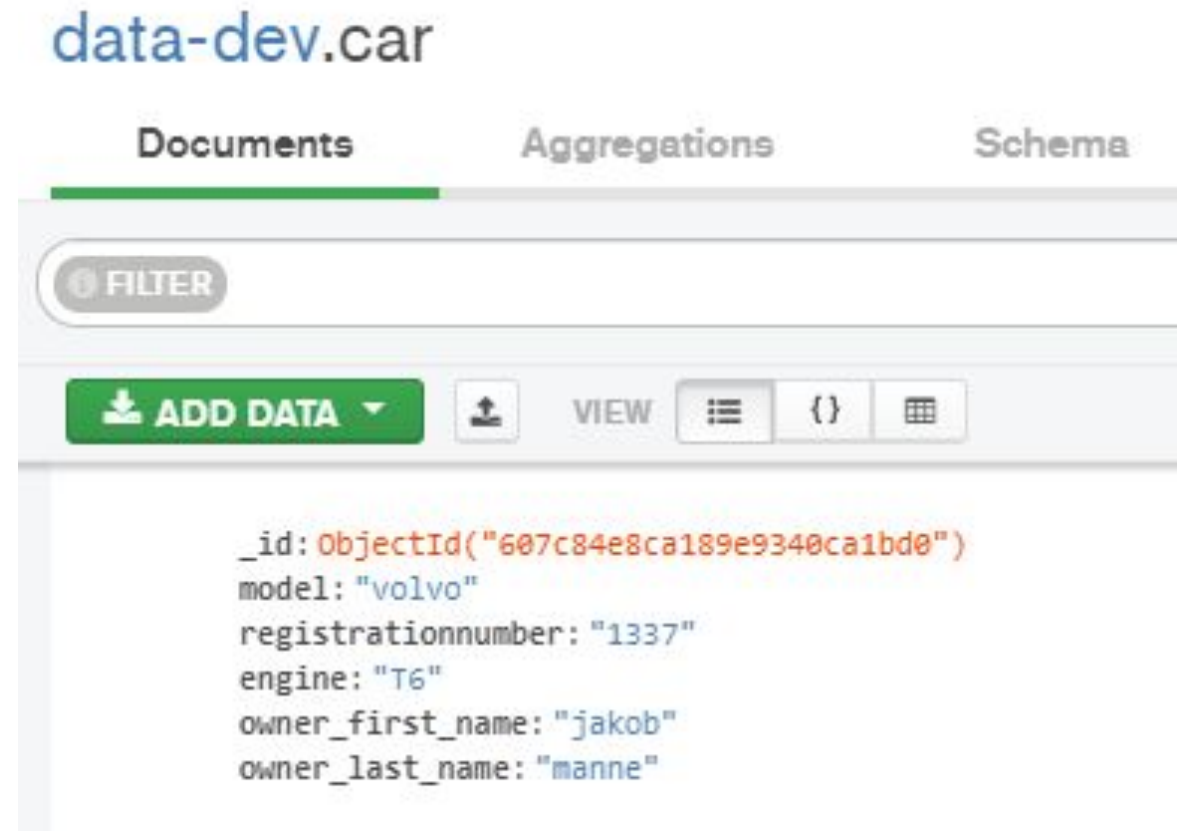 data-dev.car
Documents Aggregations Schema
FILTER
ADD DATA VIEW {}
_id: ObjectId("607c84e8ca189e9340ca1bd0")
model: "volvo"
registrationnumber: "1337"
engine: "T6"
owner_first_name: "jakob"
owner_last_name: "manne"